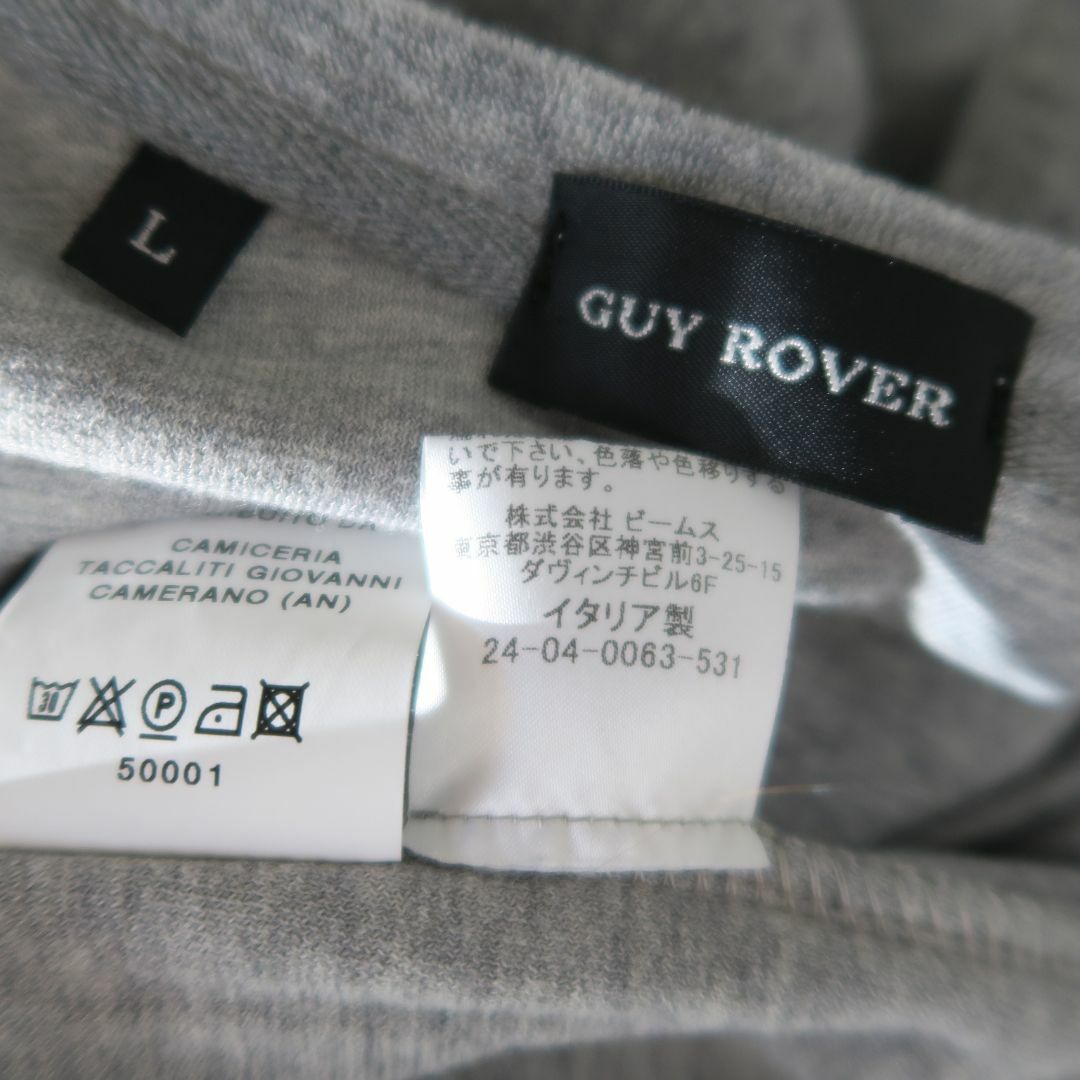 L
GUY ROVER
いで下さい、色落や色移りする
事が有ります。
株式会社 ビームス
東京都渋谷区神宮前3-25-15
ダヴィンチビル6F
イタリア製
24-04-0063-531
CAMICERIA
TACCALITI GIOVANNI
CAMERANO (AN)
30 P
50001